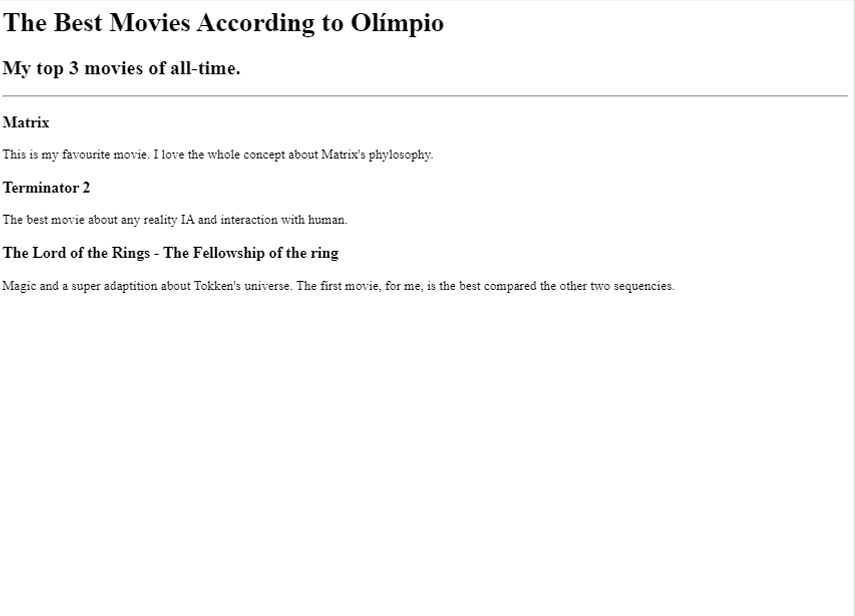 The Best Movies According to Olímpio
My top 3 movies of all-time.
Matrix
This is my favourite movie. I love the whole concept about Matrix's phylosophy.
Terminator 2
The best movie about any reality IA and interaction with human.
The Lord of the Rings - The Fellowship of the ring
Magic and a super adaptition about Tokken's universe. The first movie, for me, is the best compared the other two sequencies.